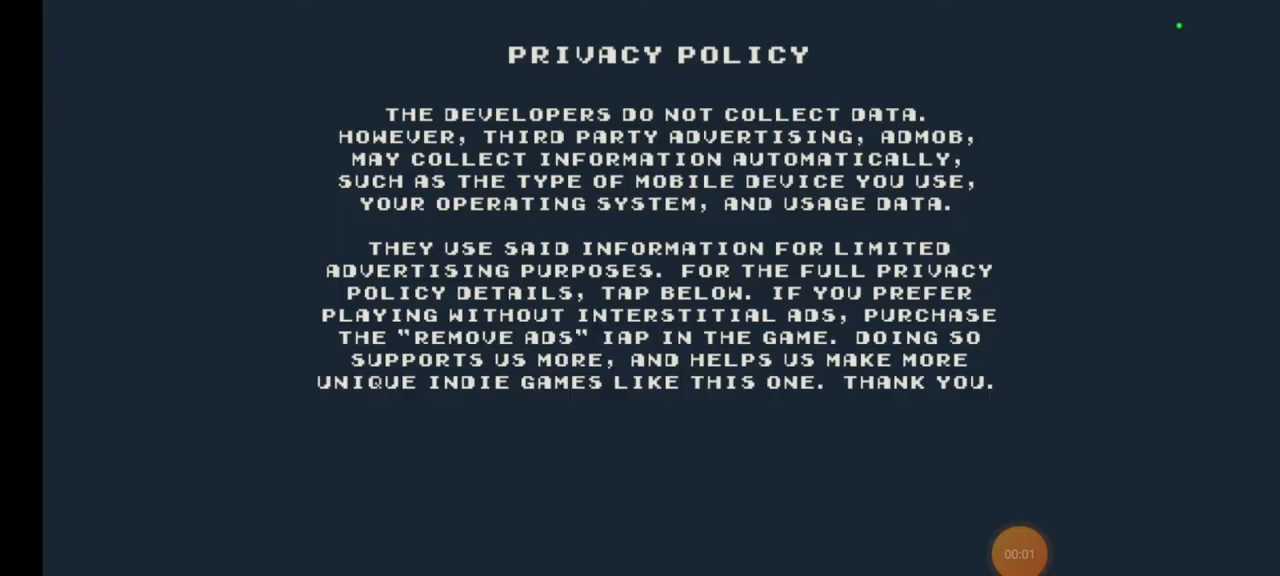 PRIVACY POLICY
THE DEVELOPERS DO NOT COLLECT DATA.
HOWEVER, THIRD PARTY ADVERTISING, ADMOB,
MAY COLLECT INFORMATION AUTOMATICALLY,
SUCH AS THE TYPE OF MOBILE DEVICE YOU USE,
YOUR OPERATING SYSTEM, AND USAGE DATA.
THEY USE SAID INFORMATION FOR LIMITED
ADVERTISING PURPOSES. FOR THE FULL PRIVACY
POLICY DETAILS, TAP BELOW. IF YOU PREFER
PLAYING WITHOUT INTERSTITIAL ADS, PURCHASE
THE "REMOVE ADS" IAP IN THE GAME. DOING SO
SUPPORTS US MORE, AND HELPS US MAKE MORE
UNIQUE INDIE GAMES LIKE THIS ONE. THANK YOU.
00:01